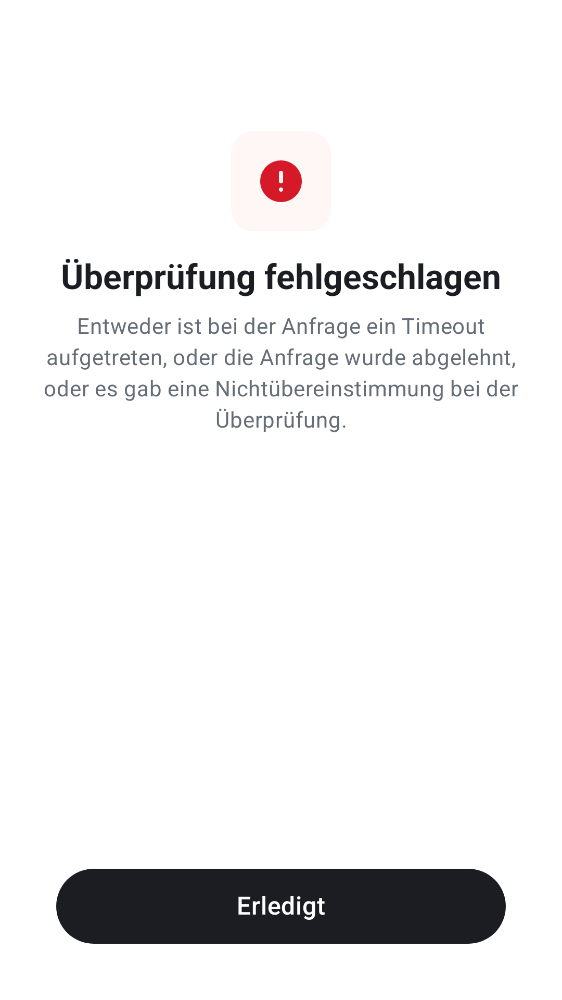 Überprüfung fehlgeschlagen
Entweder ist bei der Anfrage ein Timeout
aufgetreten, oder die Anfrage wurde abgelehnt,
oder es gab eine Nichtübereinstimmung bei der
Überprüfung.
Erledigt